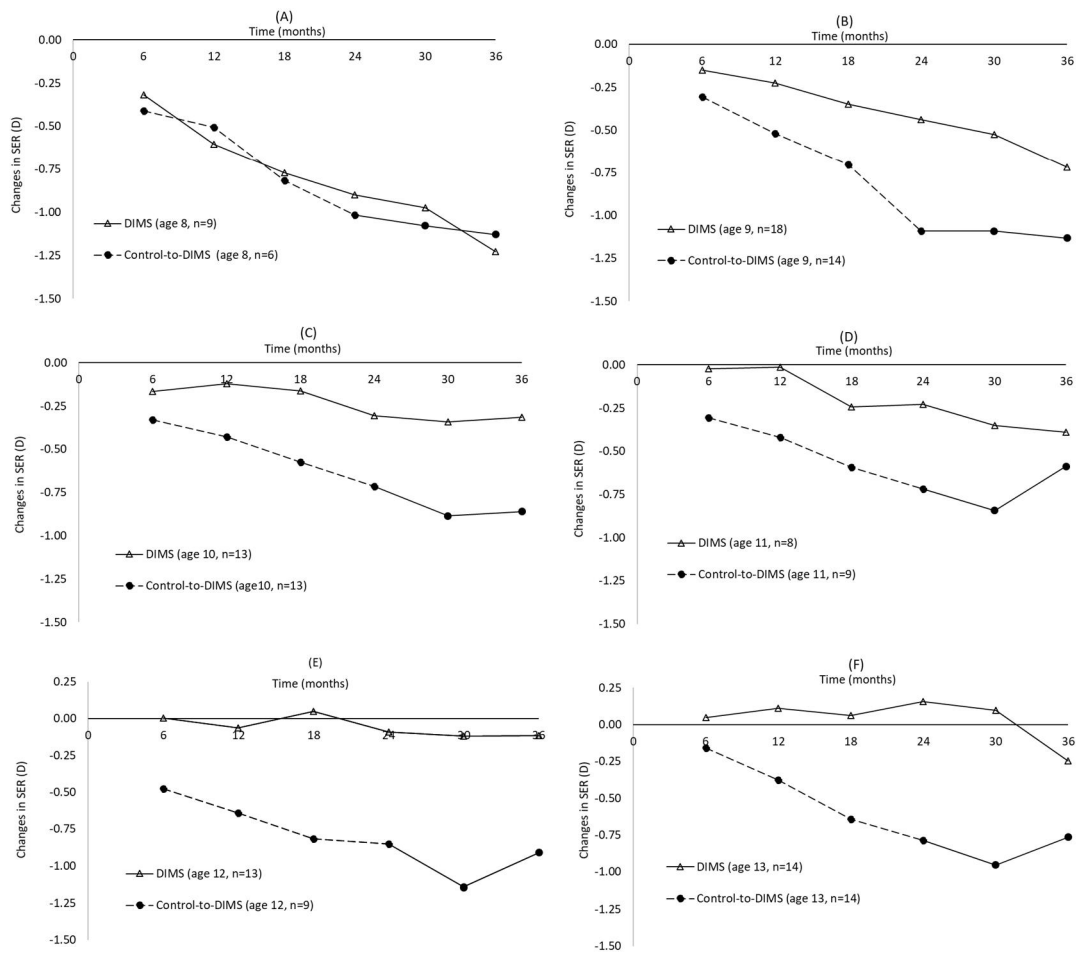 (A)
Time (months)
0.00
0 6 12 18 24 30 36
-0.25
-0.50
-0.75
-1.00
-1.25
-1.50
Changes in SER (D)
DIMS (age 8, n=9)
Control-to-DIMS (age 8, n=6)
(B)
Time (months)
0.00
0 6 12 18 24 30 36
-0.25
-0.50
-0.75
-1.00
-1.25
-1.50
Changes in SER (D)
DIMS (age 9, n=18)
Control-to-DIMS (age 9, n=14)
(C)
Time (months)
0.00
0 6 12 18 24 30 36
-0.25
-0.50
-0.75
-1.00
-1.25
-1.50
Changes in SER (D)
DIMS (age 10, n=13)
Control-to-DIMS (age10, n=13)
(D)
Time (months)
0.00
0 6 12 18 24 30 36
-0.25
-0.50
-0.75
-1.00
-1.25
-1.50
Changes in SER (D)
DIMS (age 11, n=8)
Control-to-DIMS (age 11, n=9)
(E)
Time (months)
0.25
0.00
0 6 12 18 24 30 36
-0.25
-0.50
-0.75
-1.00
-1.25
-1.50
Changes in SER (D)
DIMS (age 12, n=13)
Control-to-DIMS (age 12, n=9)
(F)
Time (months)
0.25
0.00
0 6 12 18 24 30 36
-0.25
-0.50
-0.75
-1.00
-1.25
-1.50
Changes in SER (D)
DIMS (age 13, n=14)
Control-to-DIMS (age 13, n=14)